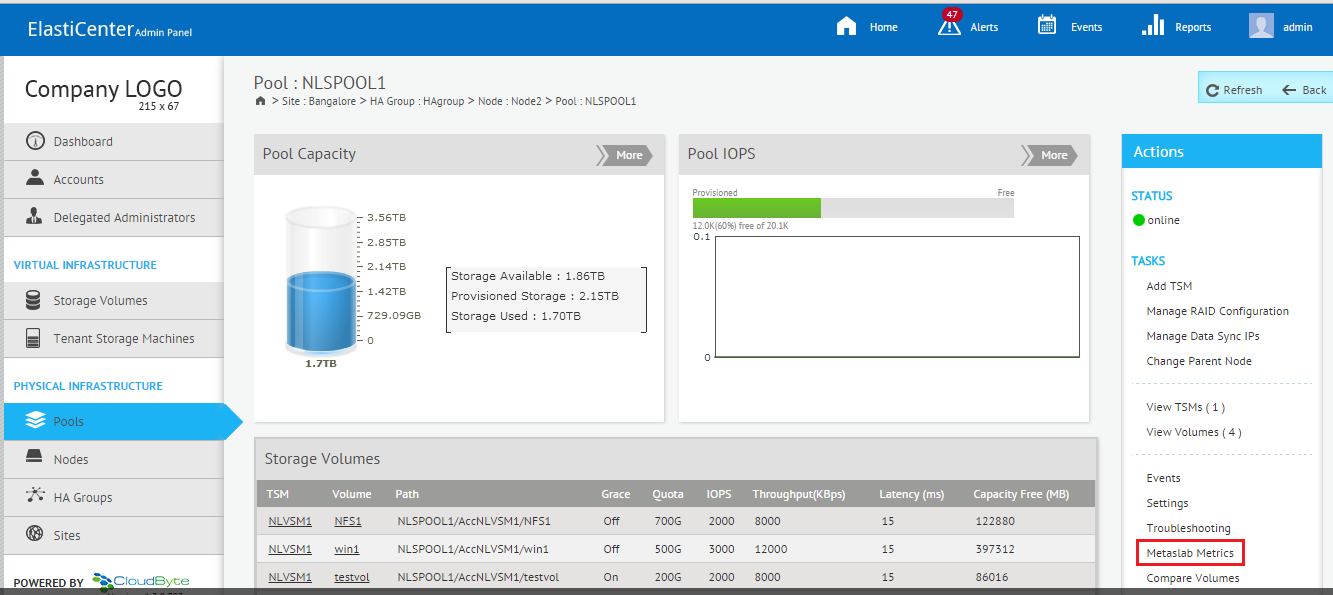 ElastiCenter Admin Panel
Home
47
Alerts
Events
Reports
admin
Company LOGO
215 x 67
Dashboard
Accounts
Delegated Administrators
VIRTUAL INFRASTRUCTURE
Storage Volumes
Tenant Storage Machines
PHYSICAL INFRASTRUCTURE
Pools
Nodes
HA Groups
Sites
POWERED BY CloudByte
Pool : NLSPOOL1
> Site : Bangalore > HA Group : HAgroup > Node : Node2 > Pool : NLSPOOL1
Refresh
Back
Pool Capacity
More
3.56TB
2.85TB
2.14TB
1.42TB
729.09GB
0
1.7TB
Storage Available : 1.86TB
Provisioned Storage : 2.15TB
Storage Used : 1.70TB
Pool IOPS
More
Provisioned Free
12.0K(60%) free of 20.1K
0.1
0
Storage Volumes
TSM Volume Path Grace Quota IOPS Throughput(KBps) Latency (ms) Capacity Free (MB)
NLVSM1 NFS1 NLSPOOL1/AccNLVSM1/NFS1 Off 700G 2000 8000 15 122880
NLVSM1 win1 NLSPOOL1/AccNLVSM1/win1 Off 500G 3000 12000 15 397312
NLVSM1 testvol NLSPOOL1/AccNLVSM1/testvol On 200G 2000 8000 15 86016
Actions
STATUS
online
TASKS
Add TSM
Manage RAID Configuration
Manage Data Sync IPs
Change Parent Node
View TSMs ( 1 )
View Volumes ( 4 )
Events
Settings
Troubleshooting
Metaslab Metrics
Compare Volumes